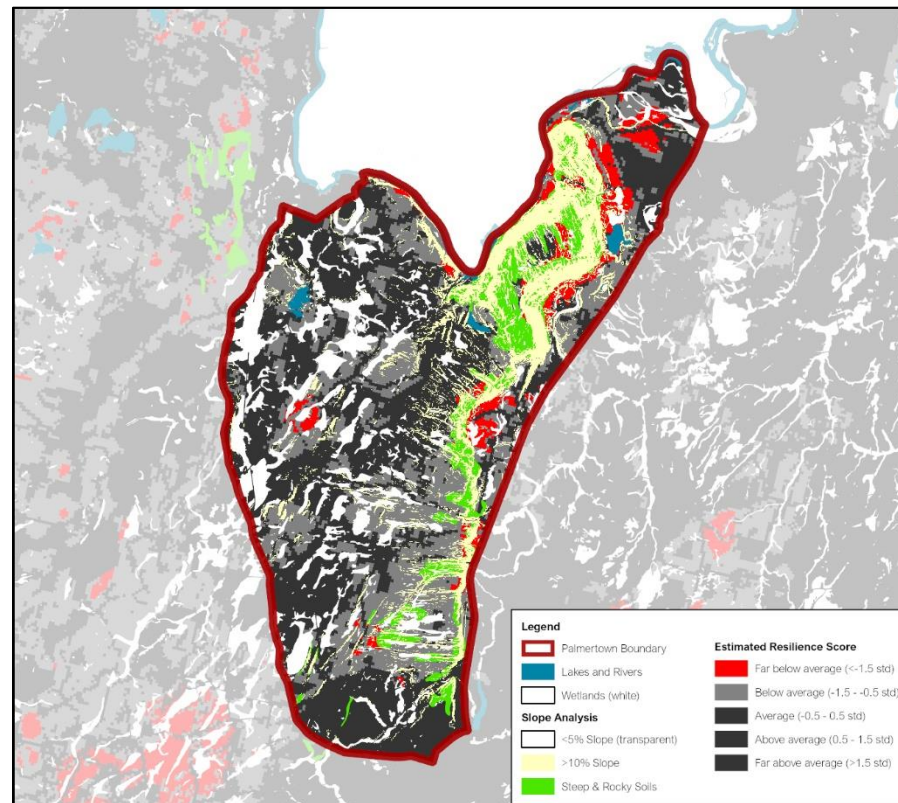 Legend
Palmertown Boundary
Lakes and Rivers
Wetlands (white)
Slope Analysis
<5% Slope (transparent)
>10% Slope
Steep & Rocky Soils
Estimated Resilience Score
Far below average (<-1.5 std)
Below average (-1.5 - -0.5 std)
Average (-0.5 - 0.5 std)
Above average (0.5 - 1.5 std)
Far above average (>1.5 std)